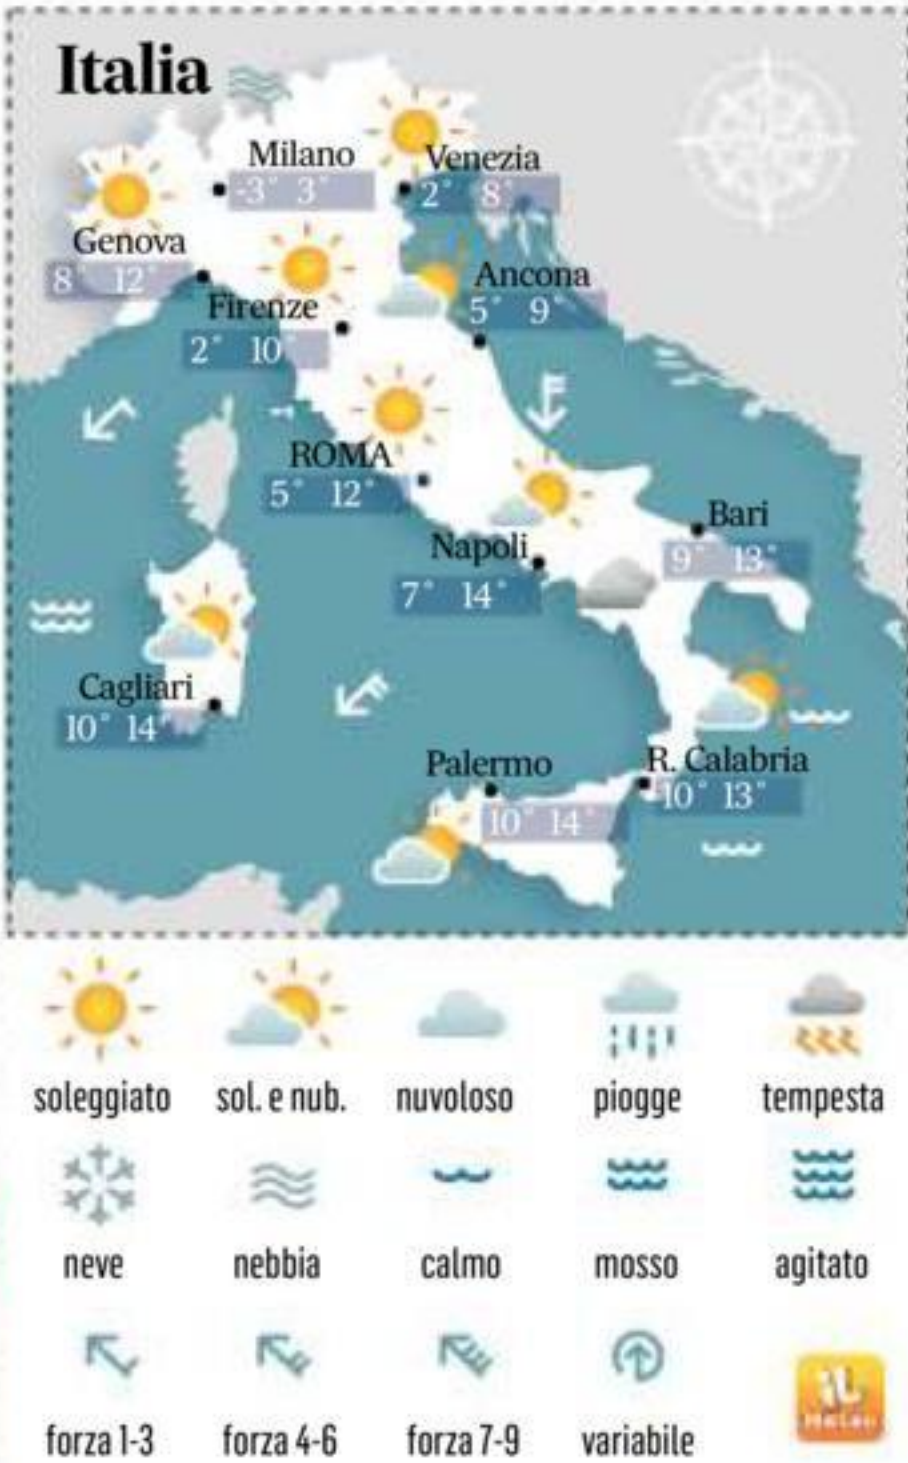 Italia
Milano
-3° 3°
Venezia
2° 8°
Genova
8° 12°
Ancona
5° 9°
Firenze
2° 10°
ROMA
5° 12°
Bari
9° 13°
Napoli
7° 14°
Cagliari
10° 14°
Palermo
10° 14°
R. Calabria
10° 13°
soleggiato sol. e nub. nuvoloso piogge tempesta
neve nebbia calmo mosso agitato
forza 1-3 forza 4-6 forza 7-9 variabile
iL
Meteo